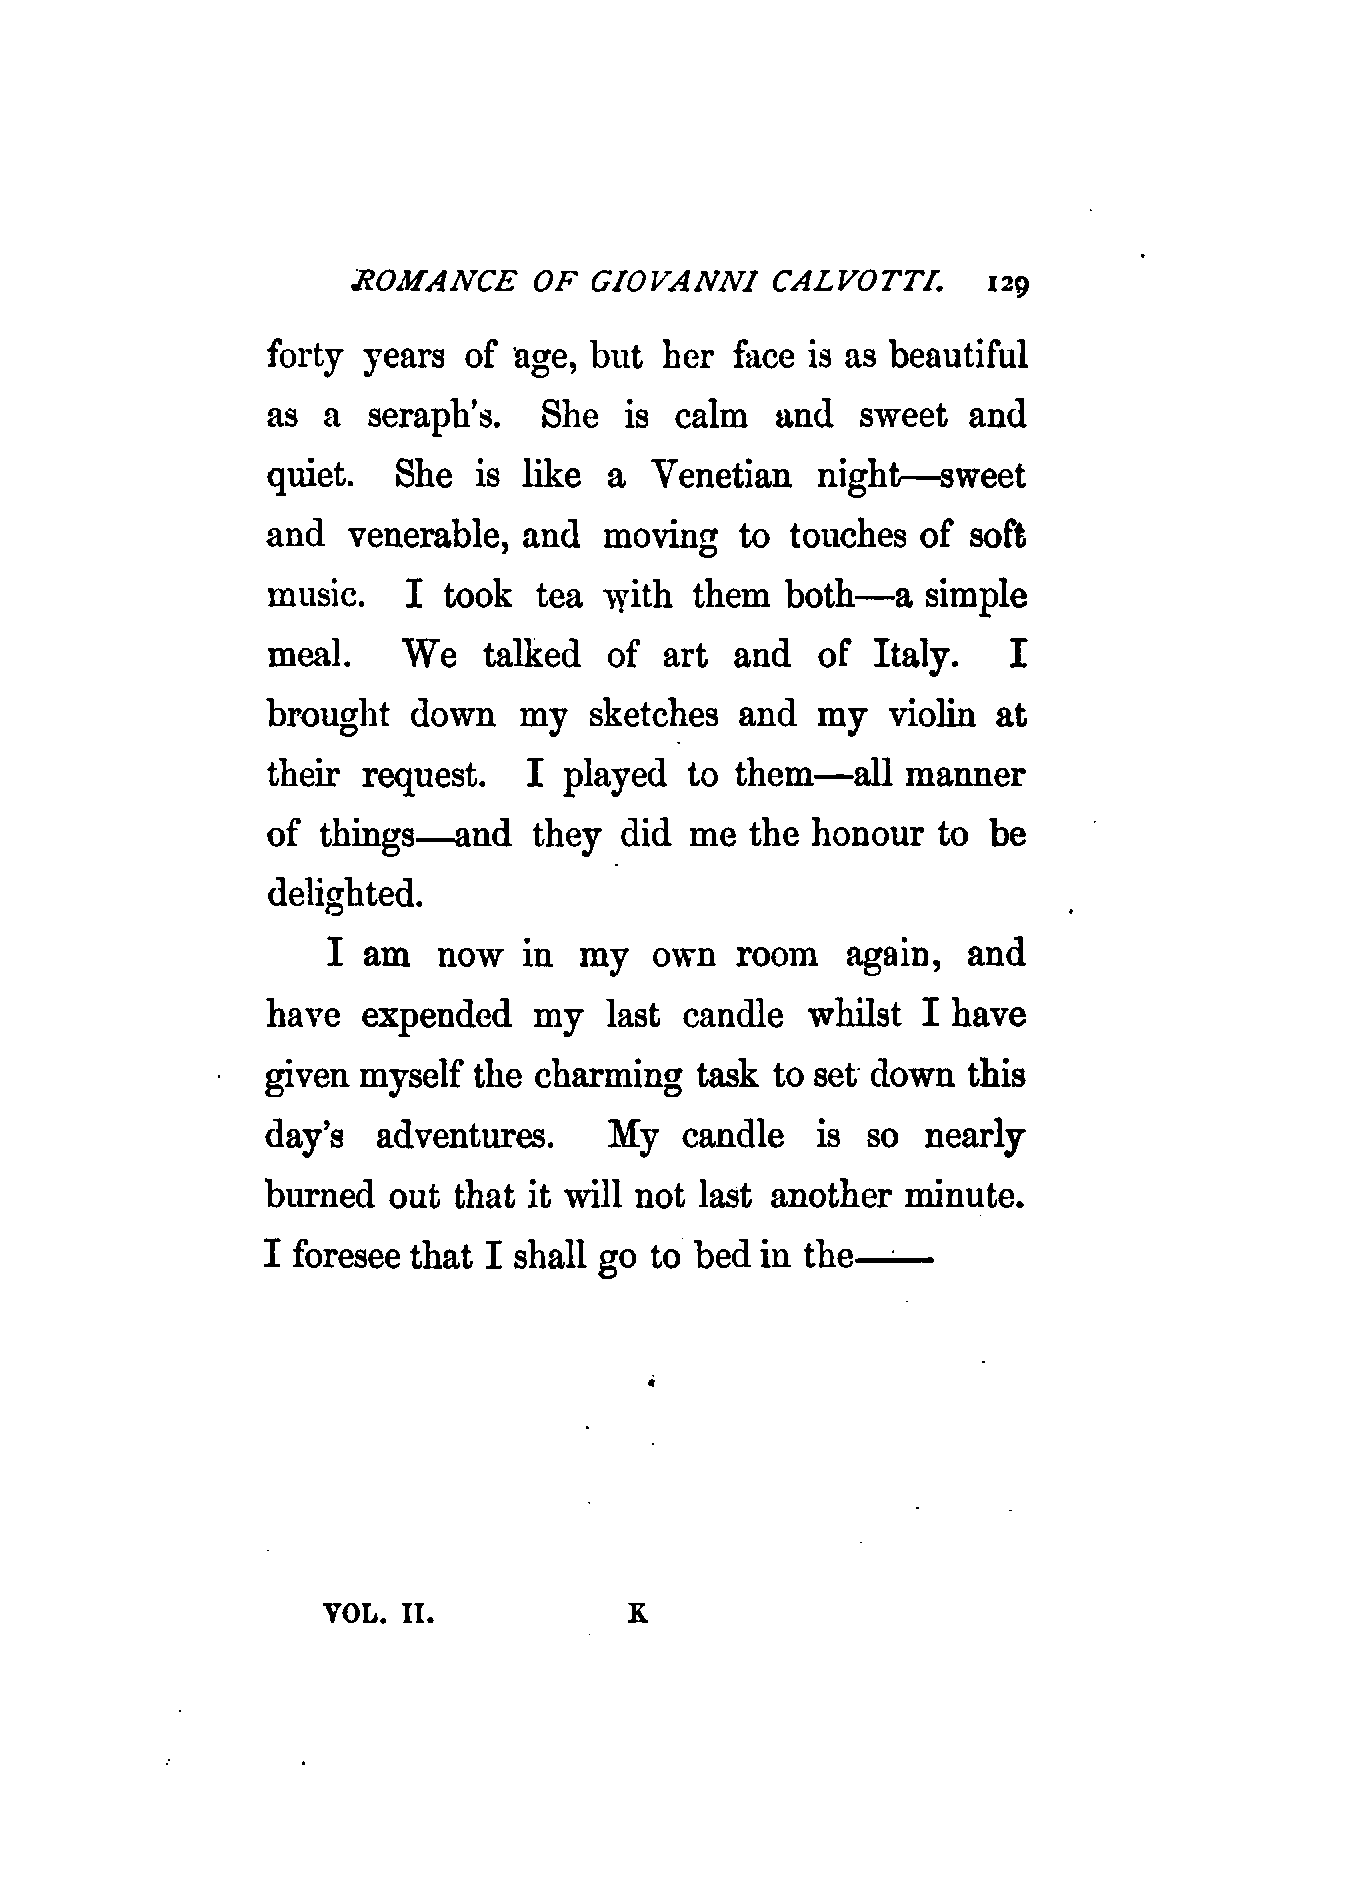 ROMANCE OF GIOVANNI CALVOTTI. 129
forty years of age, but her face is as beautiful
as a seraph's. She is calm and sweet and
quiet. She is like a Venetian night—sweet
and venerable, and moving to touches of soft
music. I took tea with them both—a simple
meal. We talked of art and of Italy. I
brought down my sketches and my violin at
their request. I played to them—all manner
of things—and they did me the honour to be
delighted.
I am now in my own room again, and
have expended my last candle whilst I have
given myself the charming task to set down this
day's adventures. My candle is so nearly
burned out that it will not last another minute.
I foresee that I shall go to bed in the——
VOL. II. K